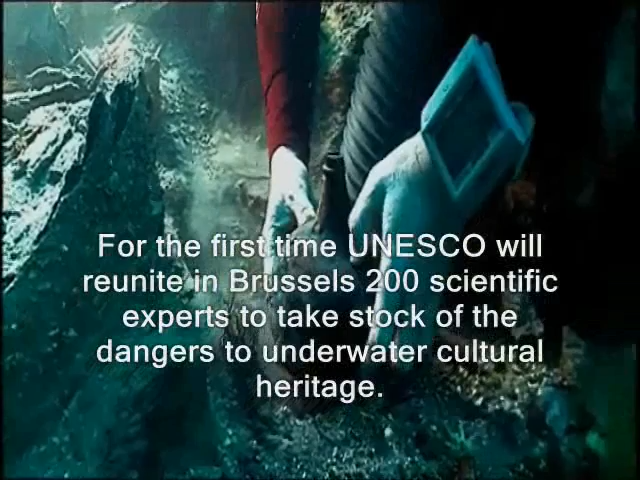 For the first time UNESCO will
reunite in Brussels 200 scientific
experts to take stock of the
dangers to underwater cultural
heritage.